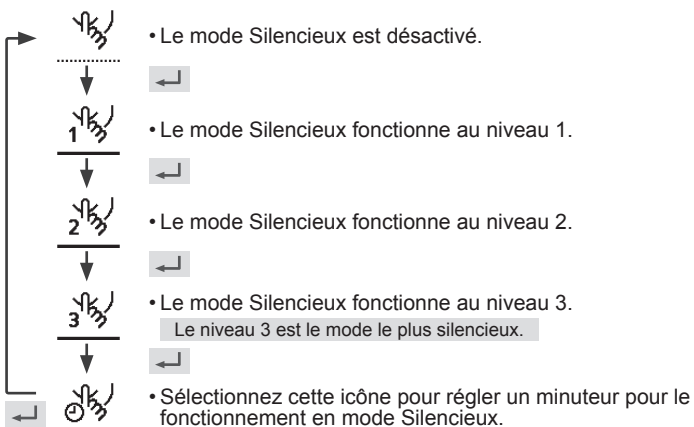 • Le mode Silencieux est désactivé.
1
• Le mode Silencieux fonctionne au niveau 1.
2
• Le mode Silencieux fonctionne au niveau 2.
3
• Le mode Silencieux fonctionne au niveau 3.
Le niveau 3 est le mode le plus silencieux.
• Sélectionnez cette icône pour régler un minuteur pour le
fonctionnement en mode Silencieux.